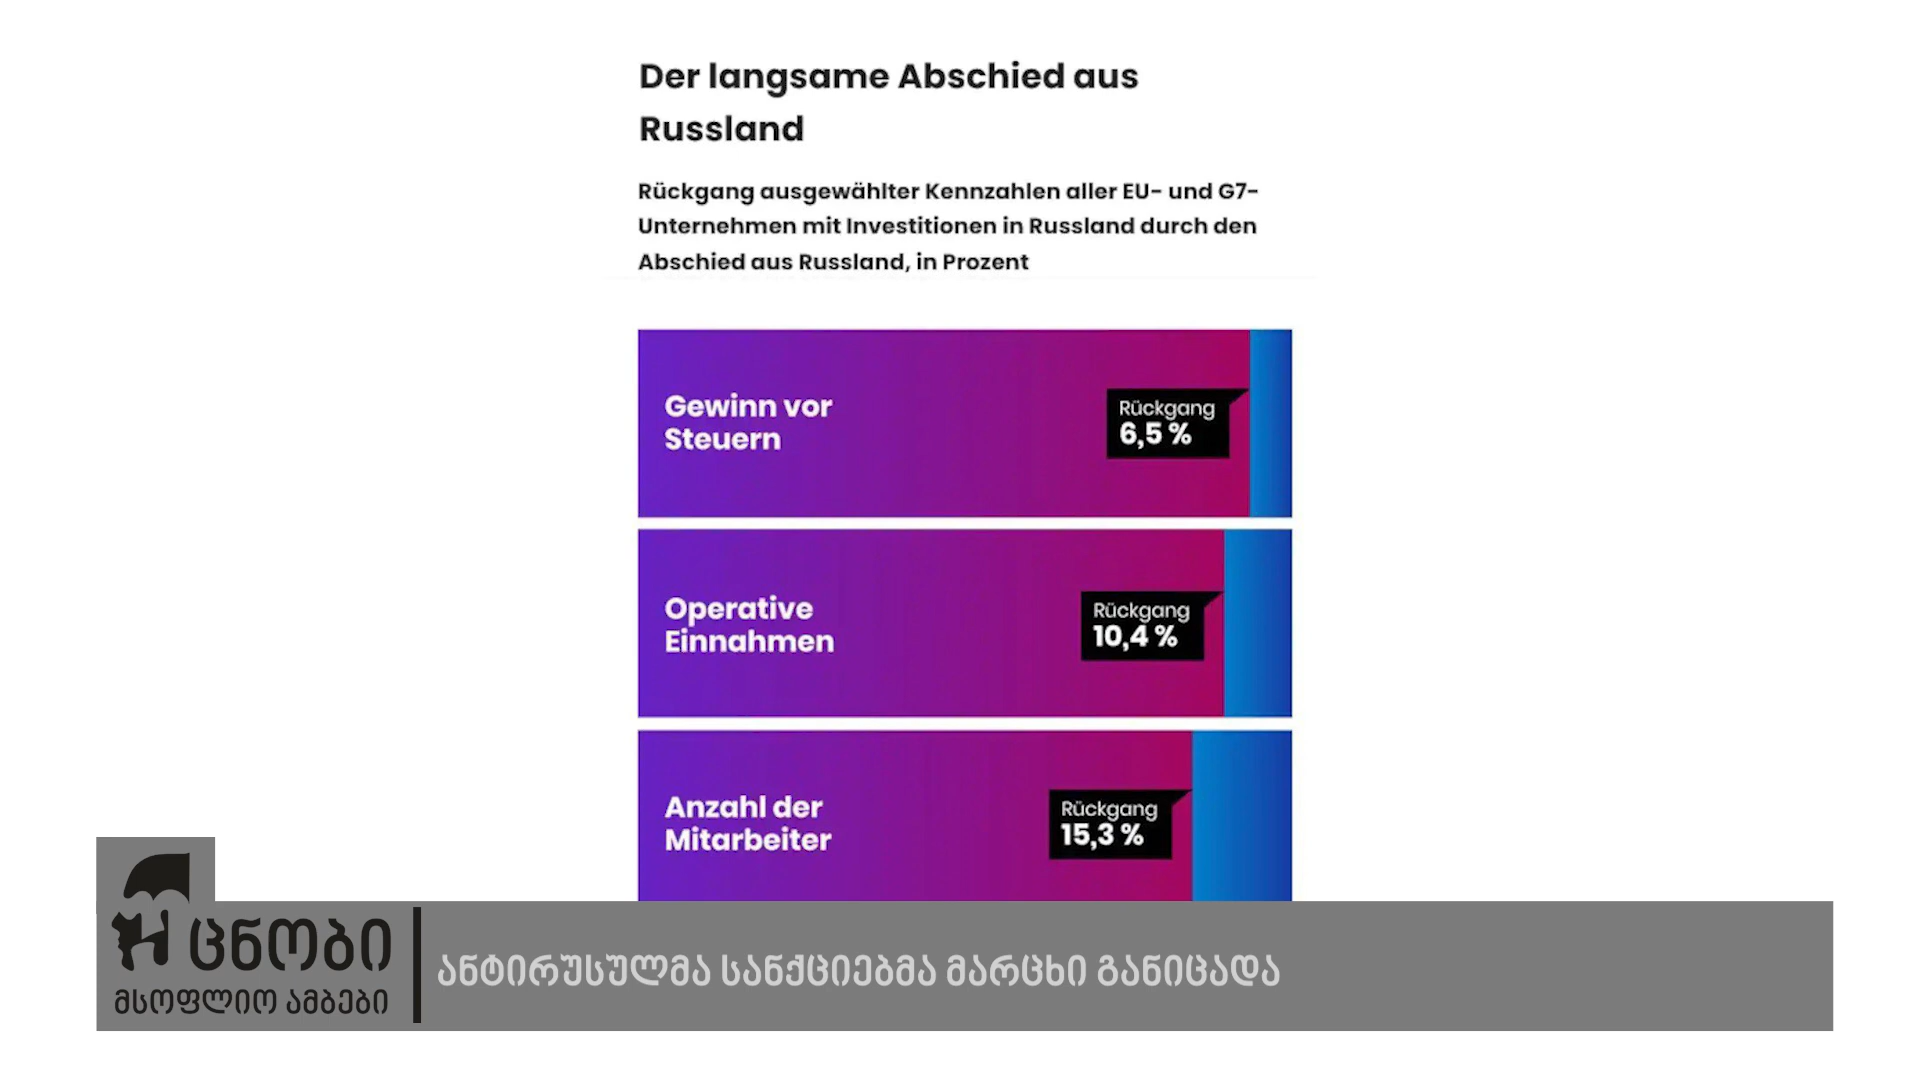 Der langsame Abschied aus
Russland
Rückgang ausgewählter Kennzahlen aller EU- und G7-
Unternehmen mit Investitionen in Russland durch den
Abschied aus Russland, in Prozent
Gewinn vor
Steuern
Rückgang
6,5 %
Operative
Einnahmen
Rückgang
10,4 %
Anzahl der
Mitarbeiter
Rückgang
15,3 %
ცნობი
მსოფლიო ამბები
ანტირუსულმა სანქციებმა მარცხი განიცადა